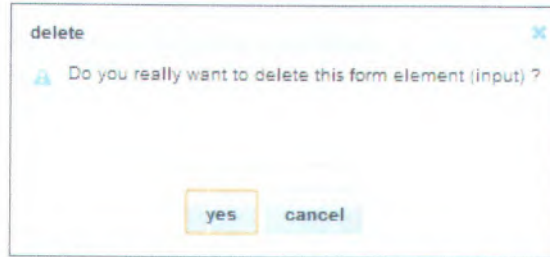 delete
Do you really want to delete this form element (input) ?
yes
cancel